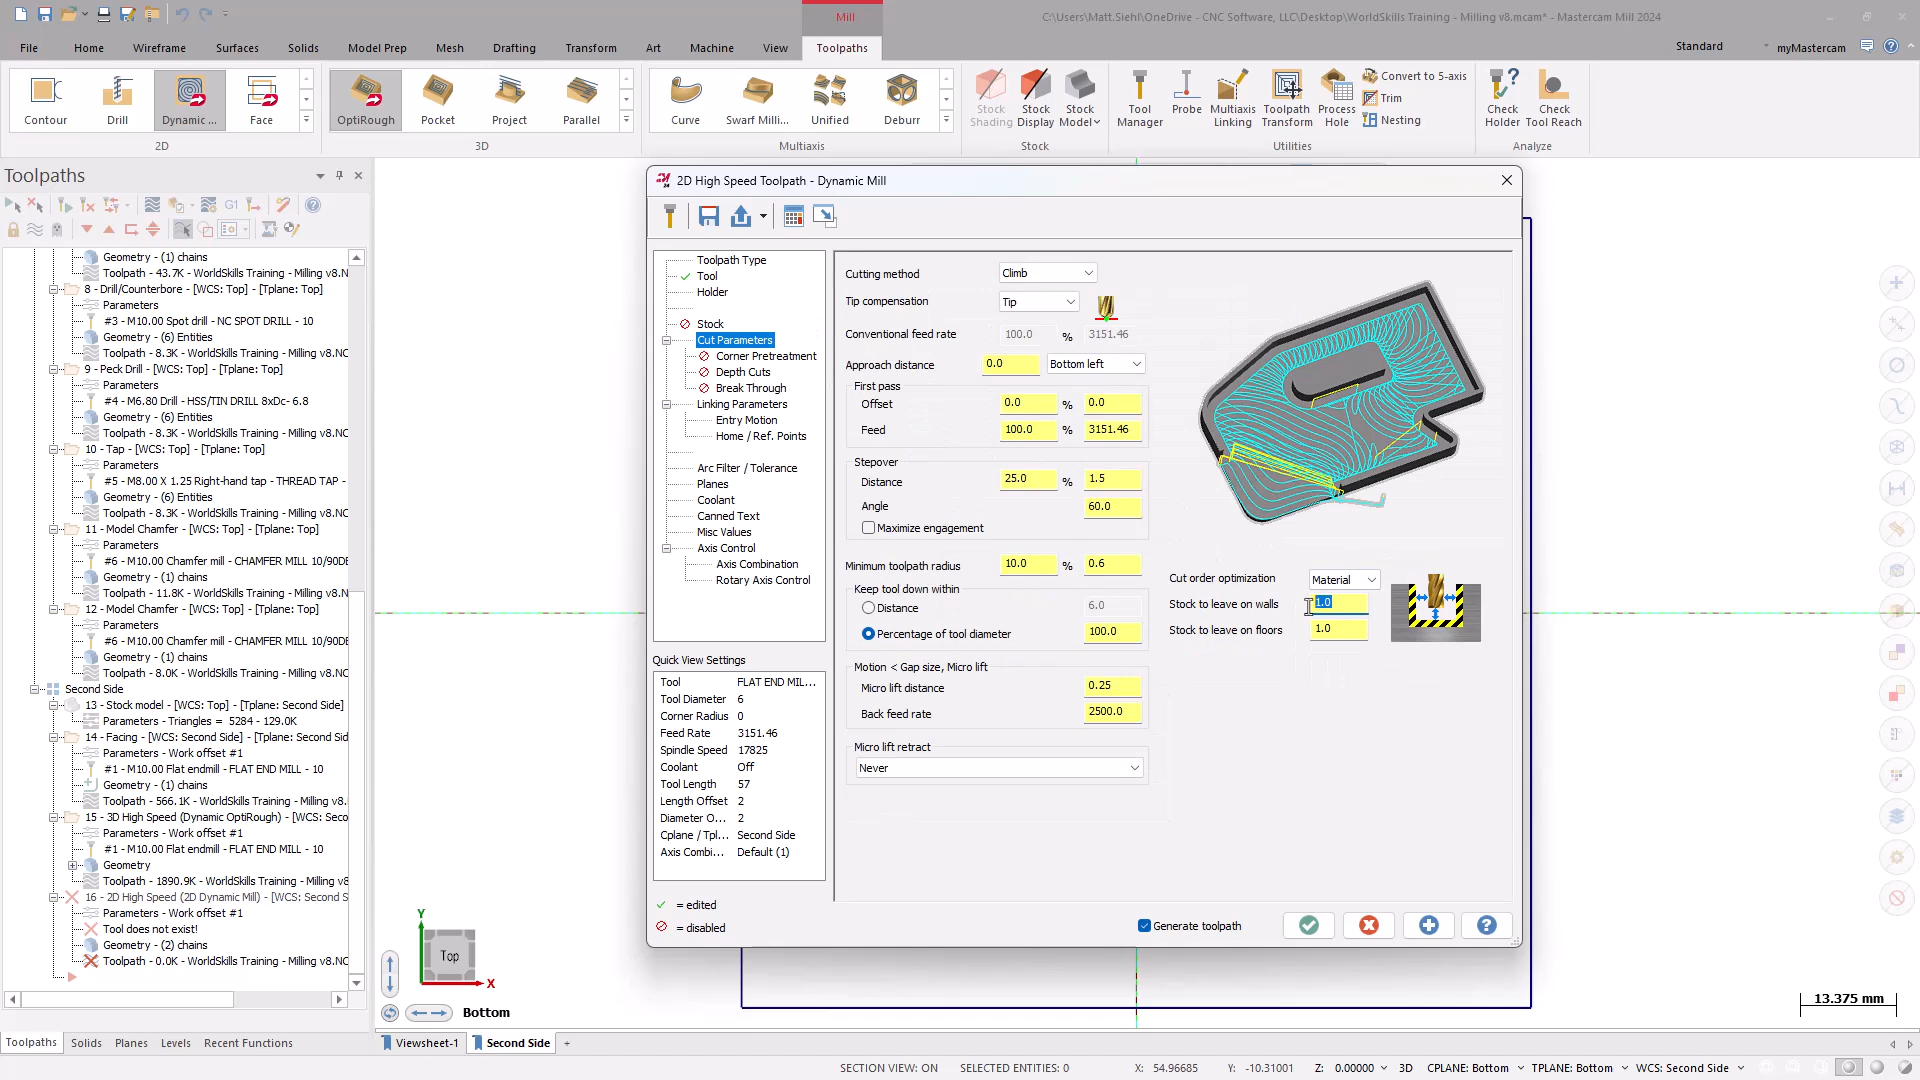 Mill
C:\Users\Matt.Siehl\OneDrive - CNC Software, LLC\Desktop\WorldSkills Training - Milling v8.mcam* - Mastercam Mill 2024
File Home Wireframe Surfaces Solids Model Prep Mesh Drafting Transform Art Machine View Toolpaths
Standard
myMastercam
Contour Drill Dynamic ... Face
2D
OptiRough Pocket Project Parallel
3D
Curve Swarf Milli... Unified Deburr
Multiaxis
Stock Shading
Stock Display
Stock Model
Stock
Tool Manager
Probe
Multiaxis Linking
Toolpath Transform
Process Hole
Convert to 5-axis
Trim
Nesting
Utilities
Check Holder
Check Tool Reach
Analyze
Toolpaths
G1
Geometry - (1) chains
Toolpath - 43.7K - WorldSkills Training - Milling v8.N
8 - Drill/Counterbore - [WCS: Top] - [Tplane: Top]
Parameters
#3 - M10.00 Spot drill - NC SPOT DRILL - 10
Geometry - (6) Entities
Toolpath - 8.3K - WorldSkills Training - Milling v8.NC
9 - Peck Drill - [WCS: Top] - [Tplane: Top]
Parameters
#4 - M6.80 Drill - HSS/TIN DRILL 8xDc- 6.8
Geometry - (6) Entities
Toolpath - 8.3K - WorldSkills Training - Milling v8.NC
10 - Tap - [WCS: Top] - [Tplane: Top]
Parameters
#5 - M8.00 X 1.25 Right-hand tap - THREAD TAP -
Geometry - (6) Entities
Toolpath - 8.3K - WorldSkills Training - Milling v8.NC
11 - Model Chamfer - [WCS: Top] - [Tplane: Top]
Parameters
#6 - M10.00 Chamfer mill - CHAMFER MILL 10/90DE
Geometry - (1) chains
Toolpath - 11.8K - WorldSkills Training - Milling v8.N
12 - Model Chamfer - [WCS: Top] - [Tplane: Top]
Parameters
#6 - M10.00 Chamfer mill - CHAMFER MILL 10/90DE
Geometry - (1) chains
Toolpath - 8.0K - WorldSkills Training - Milling v8.NC
Second Side
13 - Stock model - [WCS: Top] - [Tplane: Second Side]
Parameters - Triangles = 5284 - 129.0K
14 - Facing - [WCS: Second Side] - [Tplane: Second Sid
Parameters - Work offset #1
#1 - M10.00 Flat endmill - FLAT END MILL - 10
Geometry - (1) chains
Toolpath - 566.1K - WorldSkills Training - Milling v8.
15 - 3D High Speed (Dynamic OptiRough) - [WCS: Seco
Parameters - Work offset #1
#1 - M10.00 Flat endmill - FLAT END MILL - 10
Geometry
Toolpath - 1890.9K - WorldSkills Training - Milling v8
16 - 2D High Speed (2D Dynamic Mill) - [WCS: Second S
Parameters - Work offset #1
Tool does not exist!
Geometry - (2) chains
Toolpath - 0.0K - WorldSkills Training - Milling v8.NC
Toolpaths Solids Planes Levels Recent Functions
2D High Speed Toolpath - Dynamic Mill
Toolpath Type
Tool
Holder
Stock
Cut Parameters
Corner Pretreatment
Depth Cuts
Break Through
Linking Parameters
Entry Motion
Home / Ref. Points
Arc Filter / Tolerance
Planes
Coolant
Canned Text
Misc Values
Axis Control
Axis Combination
Rotary Axis Control
Quick View Settings
Tool FLAT END MIL...
Tool Diameter 6
Corner Radius 0
Feed Rate 3151.46
Spindle Speed 17825
Coolant Off
Tool Length 57
Length Offset 2
Diameter O... 2
Cplane / Tpl... Second Side
Axis Combi... Default (1)
= edited
= disabled
Cutting method Climb
Tip compensation Tip
Conventional feed rate 100.0 % 3151.46
Approach distance 0.0 Bottom left
First pass
Offset 0.0 % 0.0
Feed 100.0 % 3151.46
Stepover
Distance 25.0 % 1.5
Angle 60.0
Maximize engagement
Minimum toolpath radius 10.0 % 0.6
Keep tool down within
Distance 6.0
Percentage of tool diameter 100.0
Motion < Gap size, Micro lift
Micro lift distance 0.25
Back feed rate 2500.0
Micro lift retract
Never
Cut order optimization Material
Stock to leave on walls 1.0
Stock to leave on floors 1.0
Generate toolpath
Y
Top
X
Bottom
13.375 mm
Viewsheet-1 Second Side +
SECTION VIEW: ON SELECTED ENTITIES: 0 X: 54.96685 Y: -10.31001 Z: 0.00000 3D CPLANE: Bottom TPLANE: Bottom WCS: Second Side